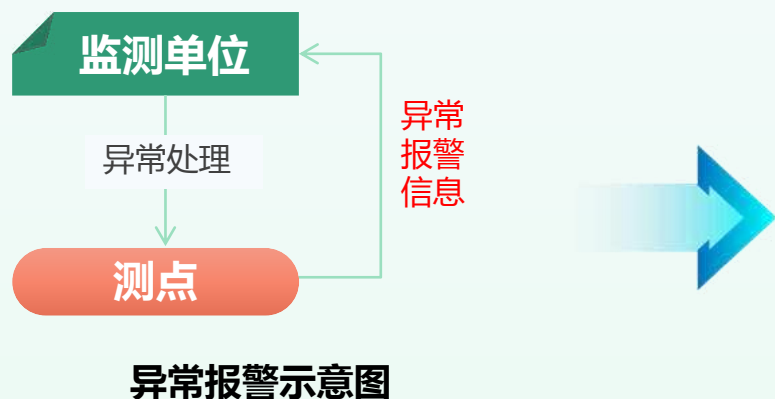 监测单位
异常处理
异常
报警
信息
测点
异常报警示意图